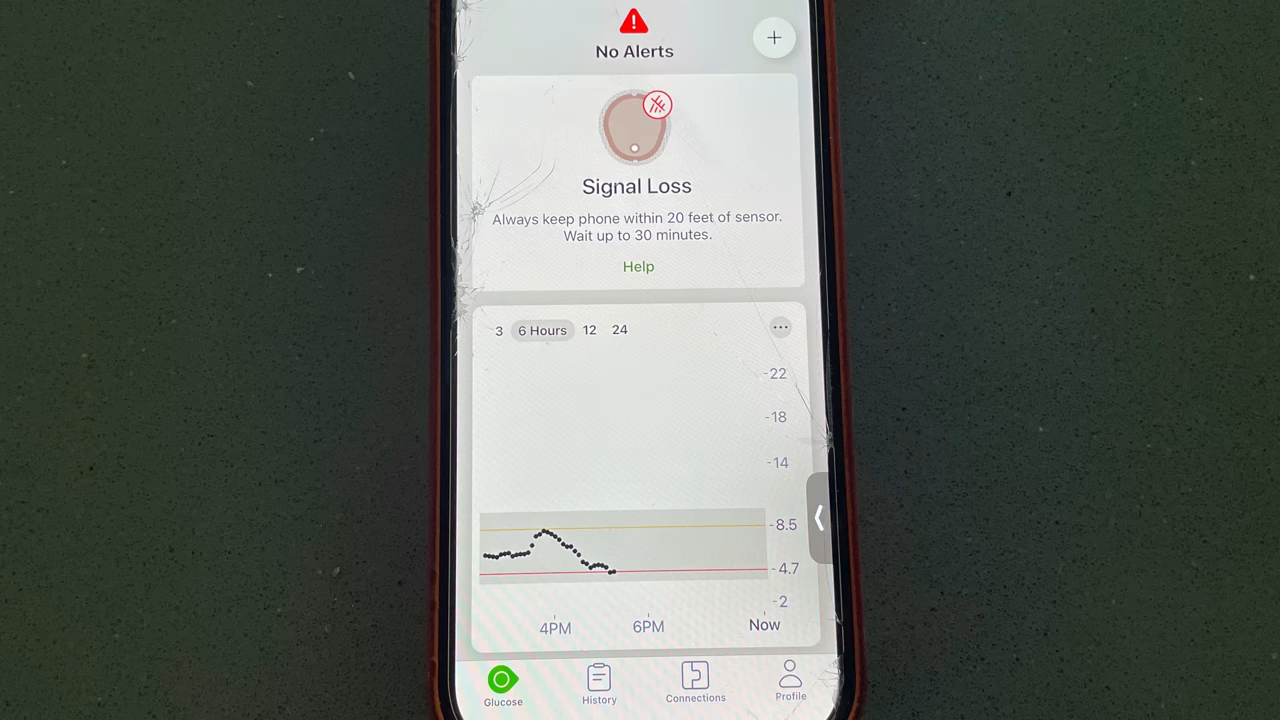 No Alerts
Signal Loss
Always keep phone within 20 feet of sensor.
Wait up to 30 minutes.
Help
3 6 Hours 12 24
-22
-18
-14
-8.5
-4.7
-2
4PM 6PM Now
Glucose History Connections Profile